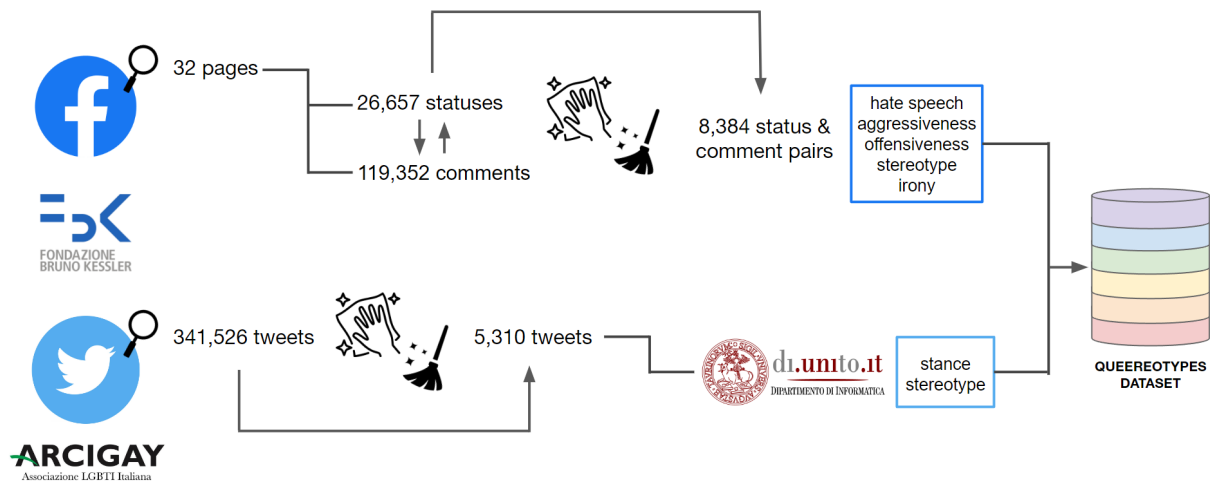 32 pages
26,657 statuses
119,352 comments
8,384 status &
comment pairs
hate speech
aggressiveness
offensiveness
stereotype
irony
FBK
FONDAZIONE
BRUNO KESSLER
341,526 tweets
5,310 tweets
di.unito.it
DIPARTIMENTO DI INFORMATICA
stance
stereotype
QUEEREOTYPES
DATASET
ARCIGAY
Associazione LGBTI Italiana